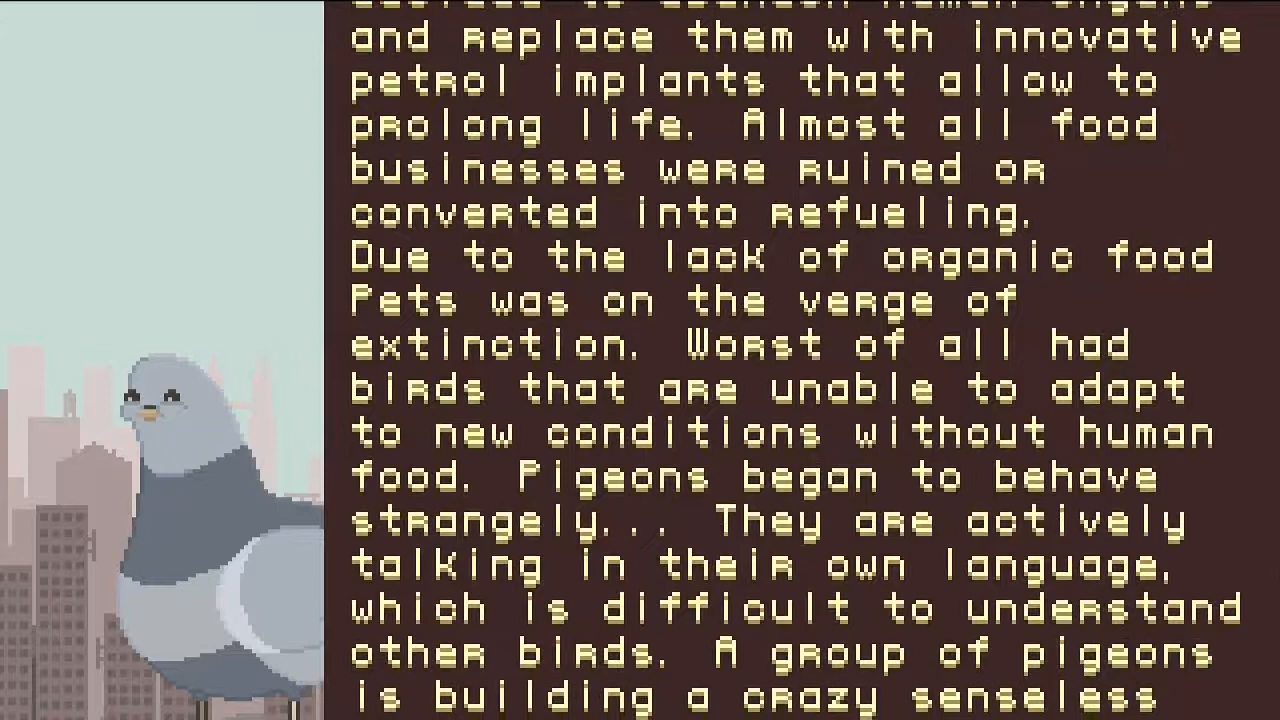 and replace them with innovative
petrol implants that allow to
prolong life. Almost all food
businesses were ruined or
converted into refueling.
Due to the lack of organic food
Pets was on the verge of
extinction. Worst of all had
birds that are unable to adapt
to new conditions without human
food. Pigeons began to behave
strangely... They are actively
talking in their own language,
which is difficult to understand
other birds. A group of pigeons
is building a crazy senseless